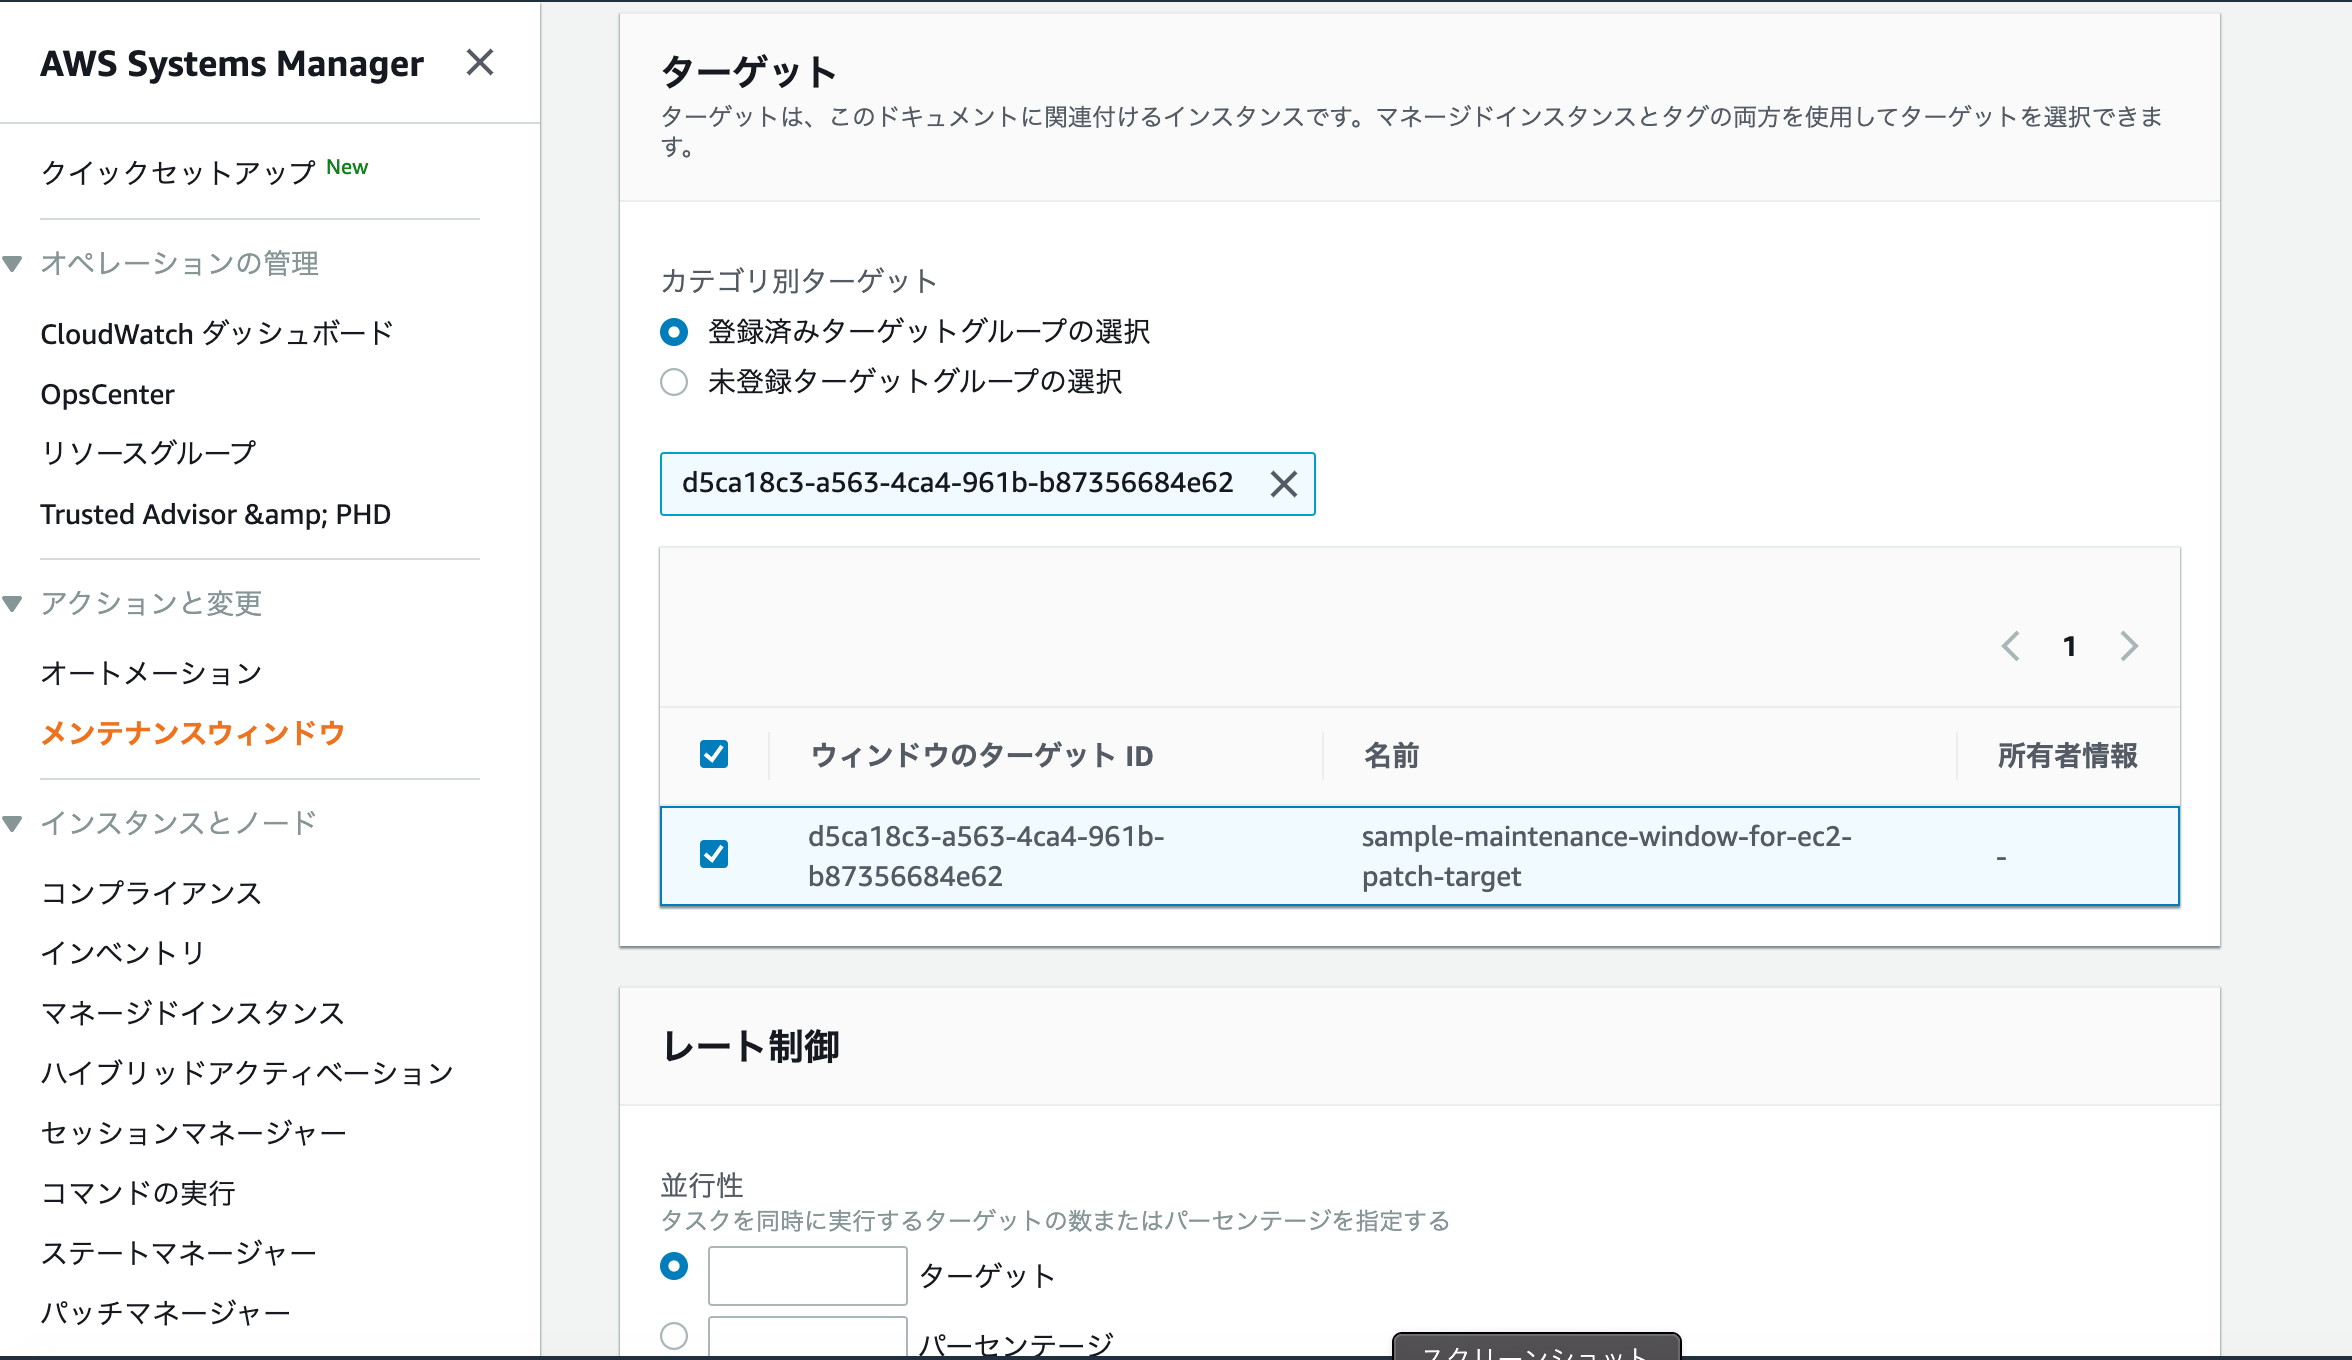 AWS Systems Manager
クイックセットアップ New
オペレーションの管理
CloudWatch ダッシュボード
OpsCenter
リソースグループ
Trusted Advisor &amp; PHD
アクションと変更
オートメーション
メンテナンスウィンドウ
インスタンスとノード
コンプライアンス
インベントリ
マネージドインスタンス
ハイブリッドアクティベーション
セッションマネージャー
コマンドの実行
ステートマネージャー
パッチマネージャー
ターゲット
ターゲットは、このドキュメントに関連付けるインスタンスです。マネージドインスタンスとタグの両方を使用してターゲットを選択できま
す。
カテゴリ別ターゲット
登録済みターゲットグループの選択
未登録ターゲットグループの選択
d5ca18c3-a563-4ca4-961b-b87356684e62
1
ウィンドウのターゲット ID 名前 所有者情報
d5ca18c3-a563-4ca4-961b- sample-maintenance-window-for-ec2- -
b87356684e62 patch-target
レート制御
並行性
タスクを同時に実行するターゲットの数またはパーセンテージを指定する
ターゲット
パーセンテージ
スクリーンショット